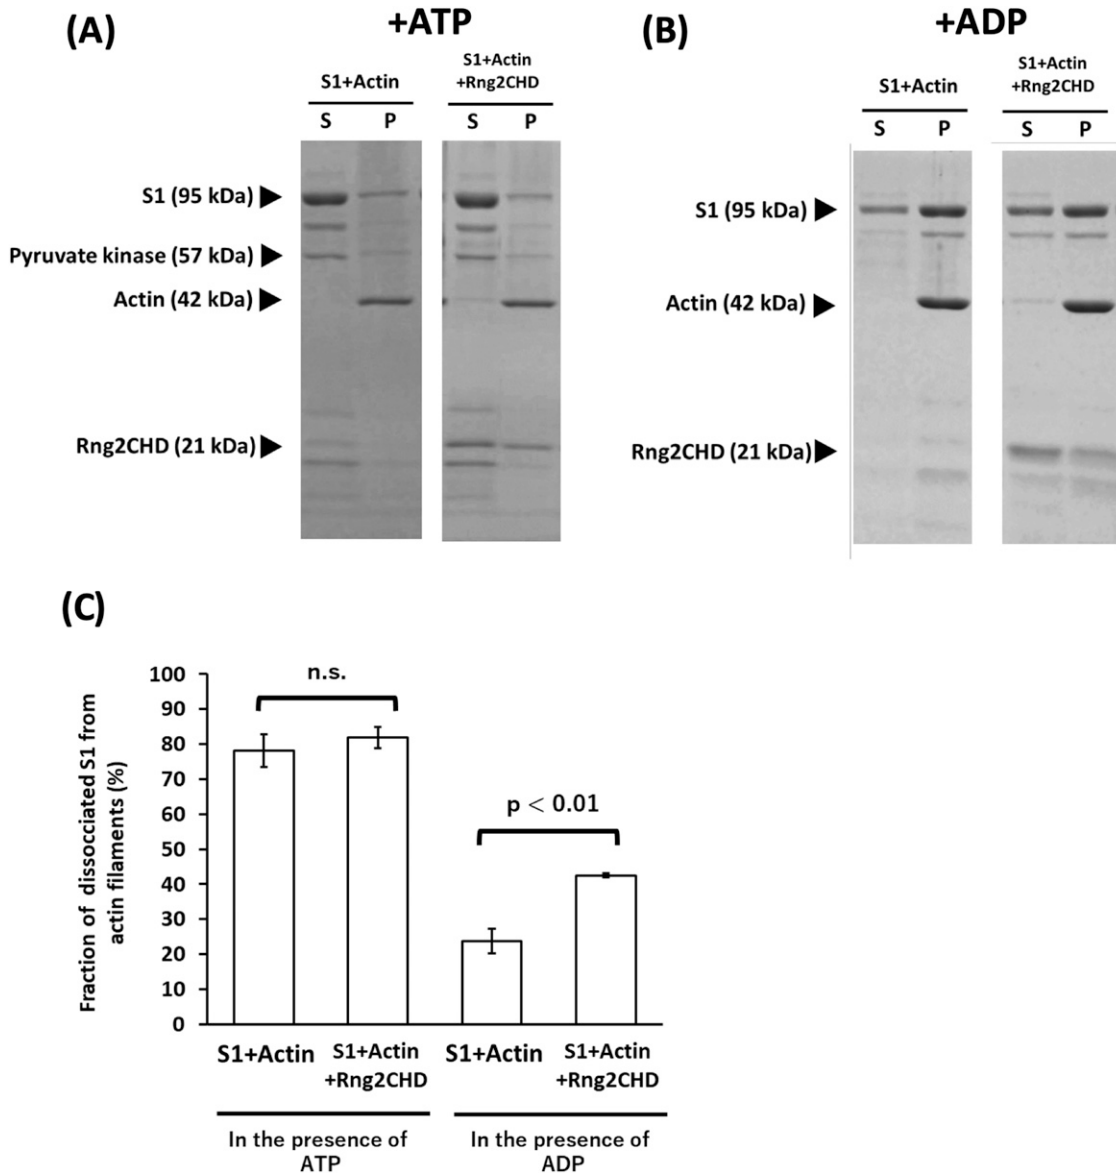 (A)
+ATP
S1+Actin
S1+Actin
+Rng2CHD
S P S P
S1 (95 kDa)
Pyruvate kinase (57 kDa)
Actin (42 kDa)
Rng2CHD (21 kDa)
(B)
+ADP
S1+Actin
S1+Actin
+Rng2CHD
S P S P
S1 (95 kDa)
Actin (42 kDa)
Rng2CHD (21 kDa)
(C)
Fraction of dissocciated S1 from
actin filaments (%)
100
90
80
70
60
50
40
30
20
10
0
n.s.
p < 0.01
S1+Actin
S1+Actin
+Rng2CHD
S1+Actin
S1+Actin
+Rng2CHD
In the presence of
ATP
In the presence of
ADP